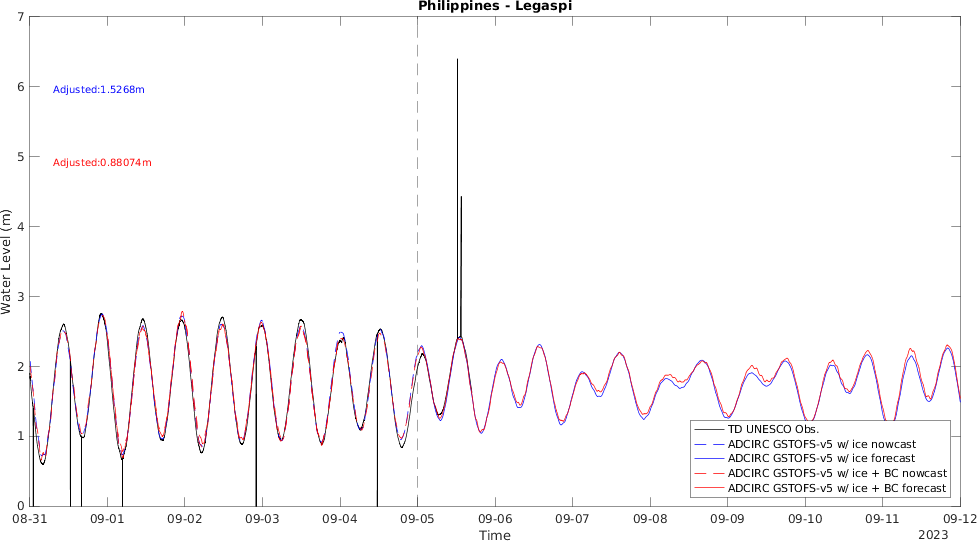 Philippines - Legaspi
7
6
5
4
3
2
1
0
Adjusted:1.5268m
Adjusted:0.88074m
Water Level (m)
TD UNESCO Obs.
ADCIRC GSTOFS-v5 w/ ice nowcast
ADCIRC GSTOFS-v5 w/ ice forecast
ADCIRC GSTOFS-v5 w/ ice + BC nowcast
ADCIRC GSTOFS-v5 w/ ice + BC forecast
08-31 09-01 09-02 09-03 09-04 09-05 09-06 09-07 09-08 09-09 09-10 09-11 09-12
Time
2023